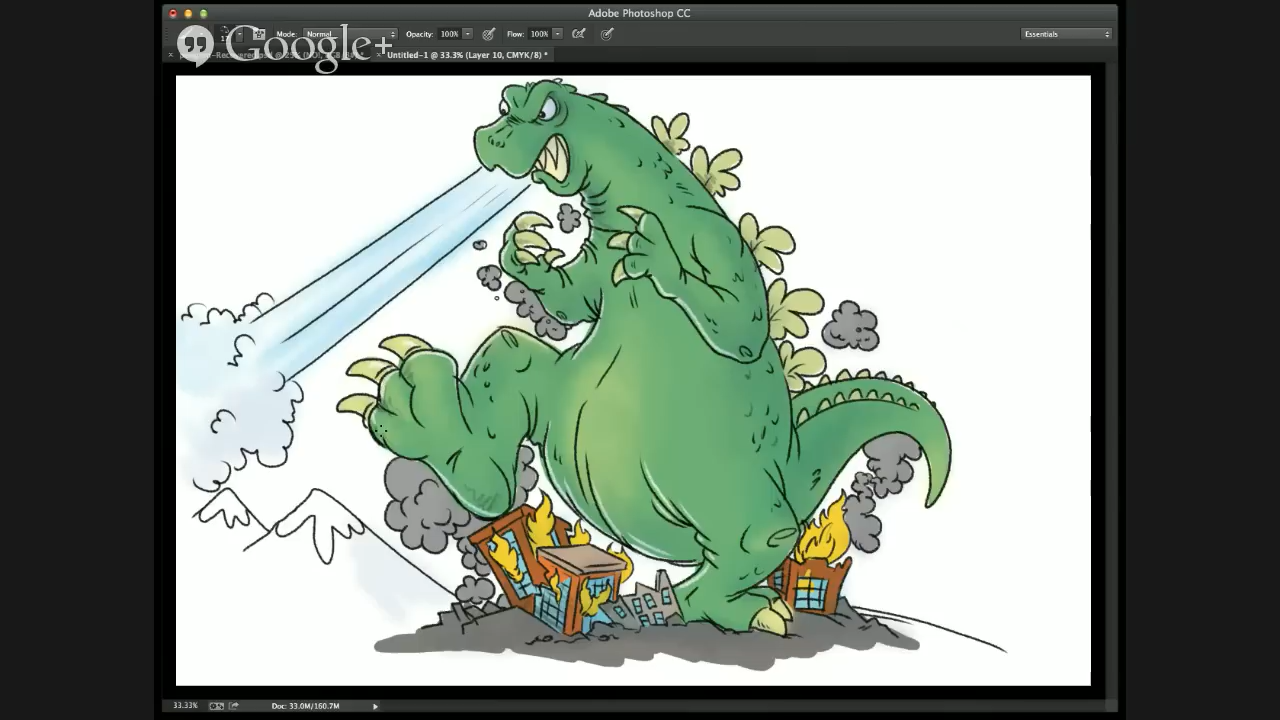 Adobe Photoshop CC
Google+
Mode: Normal Opacity: 100% Flow: 100% Essentials
Untitled-1 @ 33.3% (Layer 10, CMYK/8) *
33.33% Doc: 33.0M/160.7M